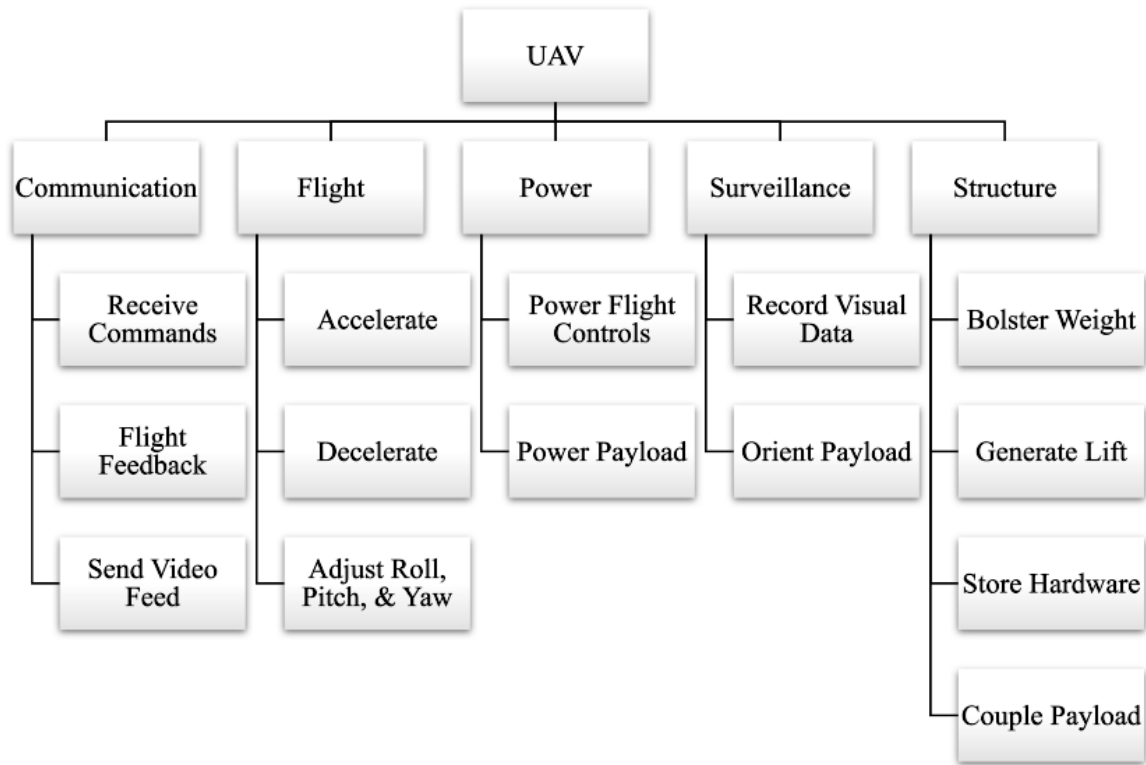 UAV
Communication
Flight
Power
Surveillance
Structure
Receive
Commands
Accelerate
Power Flight
Controls
Record Visual
Data
Bolster Weight
Flight
Feedback
Decelerate
Power Payload
Orient Payload
Generate Lift
Send Video
Feed
Adjust Roll,
Pitch, & Yaw
Store Hardware
Couple Payload